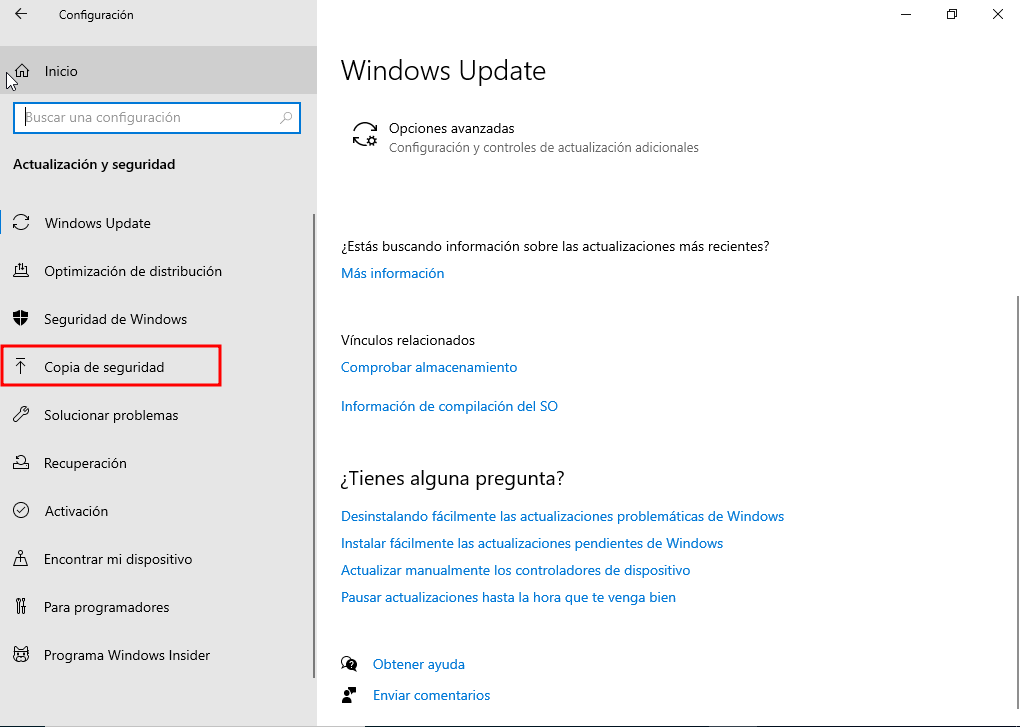 Configuración
Inicio
Buscar una configuración
Actualización y seguridad
Windows Update
Optimización de distribución
Seguridad de Windows
Copia de seguridad
Solucionar problemas
Recuperación
Activación
Encontrar mi dispositivo
Para programadores
Programa Windows Insider
Windows Update
Opciones avanzadas
Configuración y controles de actualización adicionales
¿Estás buscando información sobre las actualizaciones más recientes?
Más información
Vínculos relacionados
Comprobar almacenamiento
Información de compilación del SO
¿Tienes alguna pregunta?
Desinstalando fácilmente las actualizaciones problemáticas de Windows
Instalar fácilmente las actualizaciones pendientes de Windows
Actualizar manualmente los controladores de dispositivo
Pausar actualizaciones hasta la hora que te venga bien
Obtener ayuda
Enviar comentarios